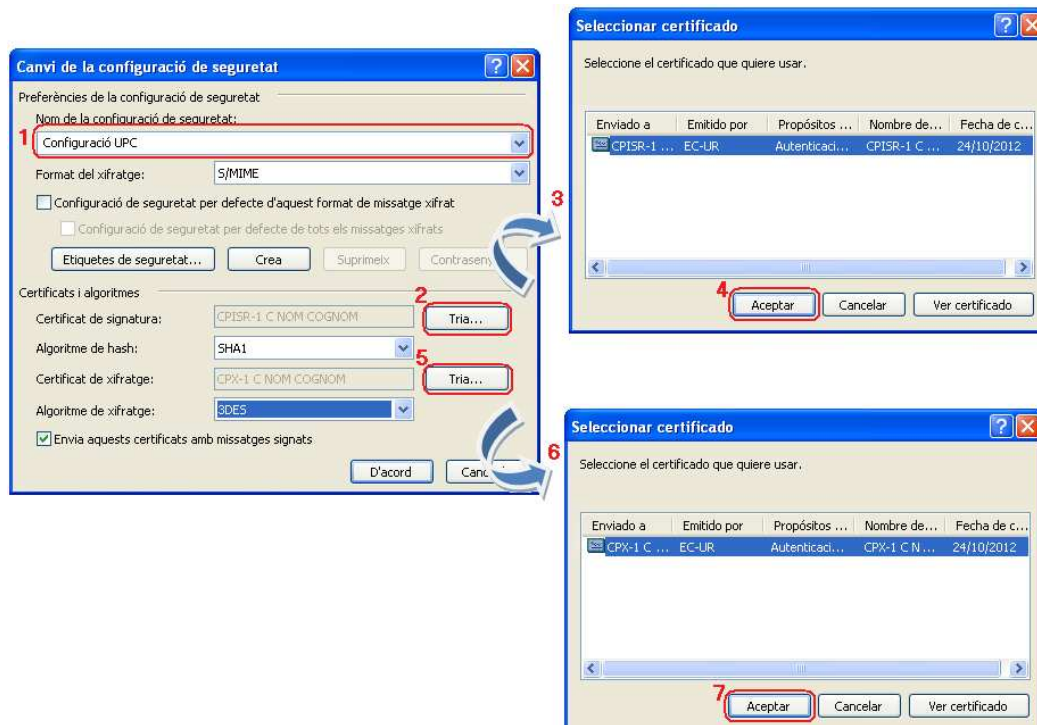 Canvi de la configuració de seguretat
Preferències de la configuració de seguretat
Nom de la configuració de seguretat:
1
Configuració UPC
Format del xifratge:
S/MIME
Configuració de seguretat per defecte d'aquest format de missatge xifrat
Configuració de seguretat per defecte de tots els missatges xifrats
Etiquetes de seguretat...
Crea
Suprimeix
Certificats i algoritmes
2
Certificat de signatura:
CPISR-1 C NOM COGNOM
Tria...
Algoritme de hash:
SHA1
5
Certificat de xifratge:
CPX-1 C NOM COGNOM
Tria...
Algoritme de xifratge:
3DES
Envia aquests certificats amb missatges signats
D'acord
3
Seleccionar certificado
Seleccione el certificado que quiere usar.
Enviado a Emitido por Propósitos ... Nombre de... Fecha de c...
CPISR-1 ... EC-UR Autenticaci... CPISR-1 C ... 24/10/2012
4
Aceptar Cancelar Ver certificado
6
Seleccionar certificado
Seleccione el certificado que quiere usar.
Enviado a Emitido por Propósitos ... Nombre de... Fecha de c...
CPX-1 C ... EC-UR Autenticaci... CPX-1 C N... 24/10/2012
7
Aceptar Cancelar Ver certificado